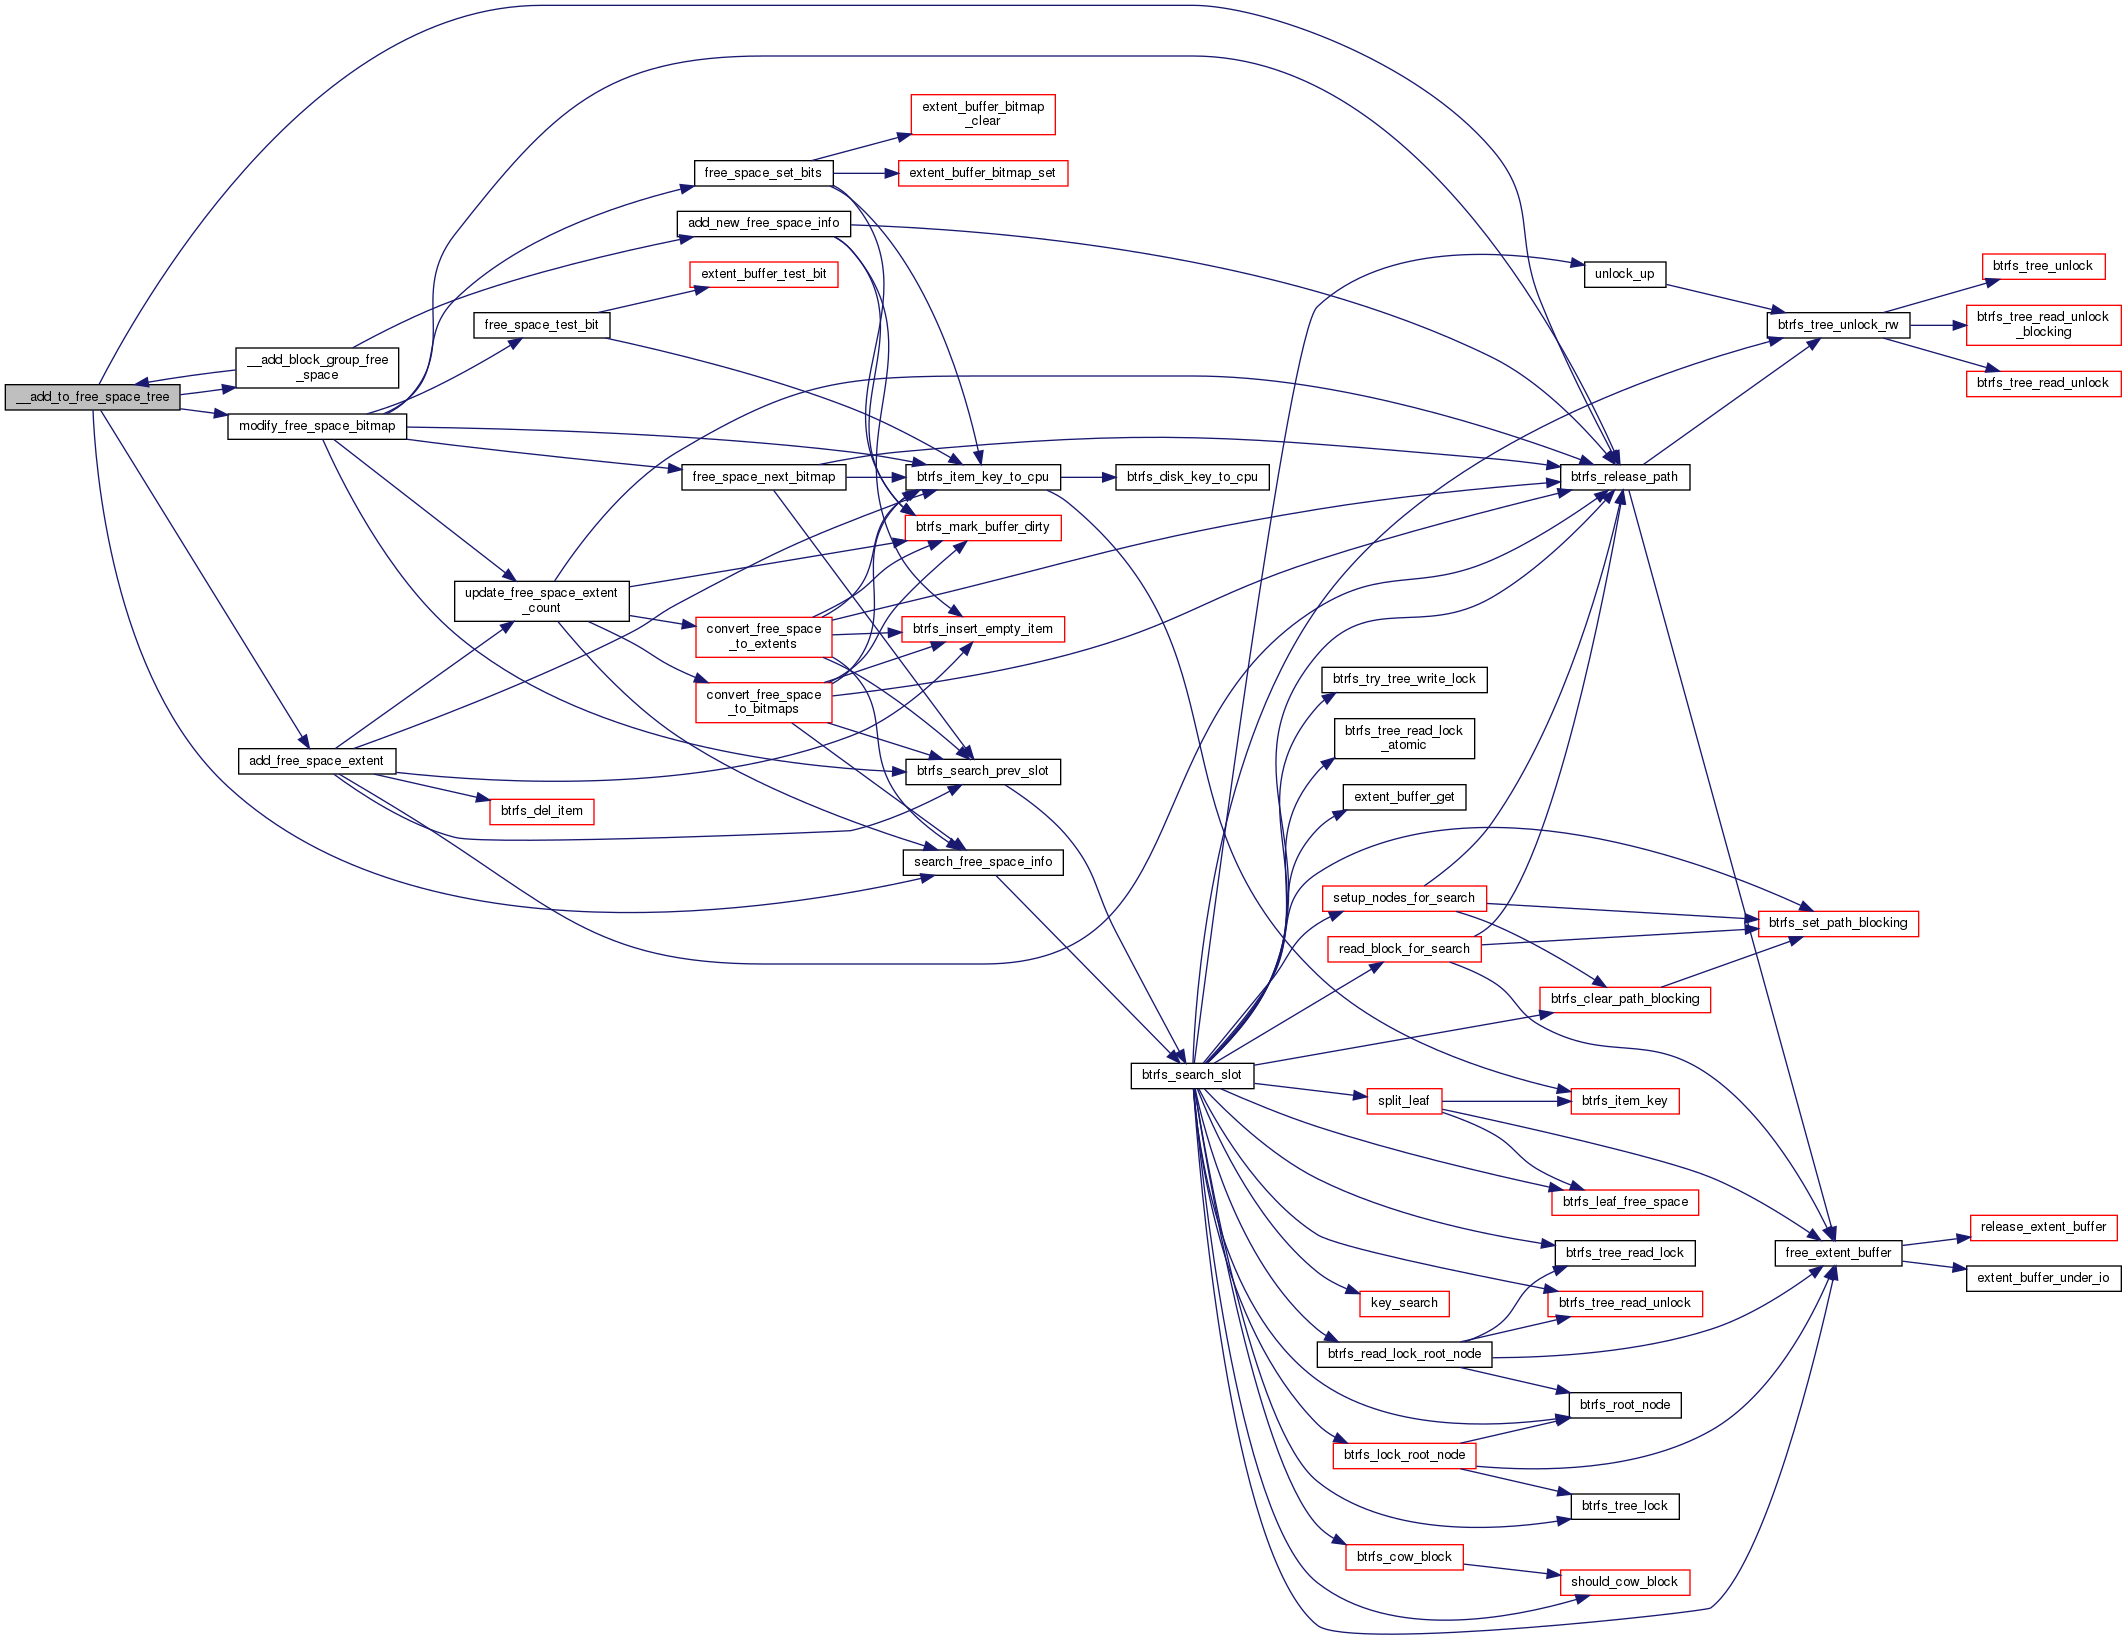 extent_buffer_bitmap
_clear
free_space_set_bits
extent_buffer_bitmap_set
add_new_free_space_info
unlock_up
btrfs_tree_unlock
extent_buffer_test_bit
btrfs_tree_read_unlock
_blocking
free_space_test_bit
btrfs_tree_unlock_rw
__add_block_group_free
_space
btrfs_tree_read_unlock
__add_to_free_space_tree
modify_free_space_bitmap
free_space_next_bitmap
btrfs_item_key_to_cpu
btrfs_disk_key_to_cpu
btrfs_release_path
btrfs_mark_buffer_dirty
update_free_space_extent
_count
convert_free_space
_to_extents
btrfs_insert_empty_item
convert_free_space
_to_bitmaps
btrfs_try_tree_write_lock
btrfs_tree_read_lock
_atomic
add_free_space_extent
btrfs_search_prev_slot
extent_buffer_get
btrfs_del_item
search_free_space_info
setup_nodes_for_search
btrfs_set_path_blocking
read_block_for_search
btrfs_clear_path_blocking
btrfs_search_slot
split_leaf
btrfs_item_key
btrfs_leaf_free_space
release_extent_buffer
btrfs_tree_read_lock
free_extent_buffer
extent_buffer_under_io
key_search
btrfs_tree_read_unlock
btrfs_read_lock_root_node
btrfs_root_node
btrfs_lock_root_node
btrfs_tree_lock
btrfs_cow_block
should_cow_block